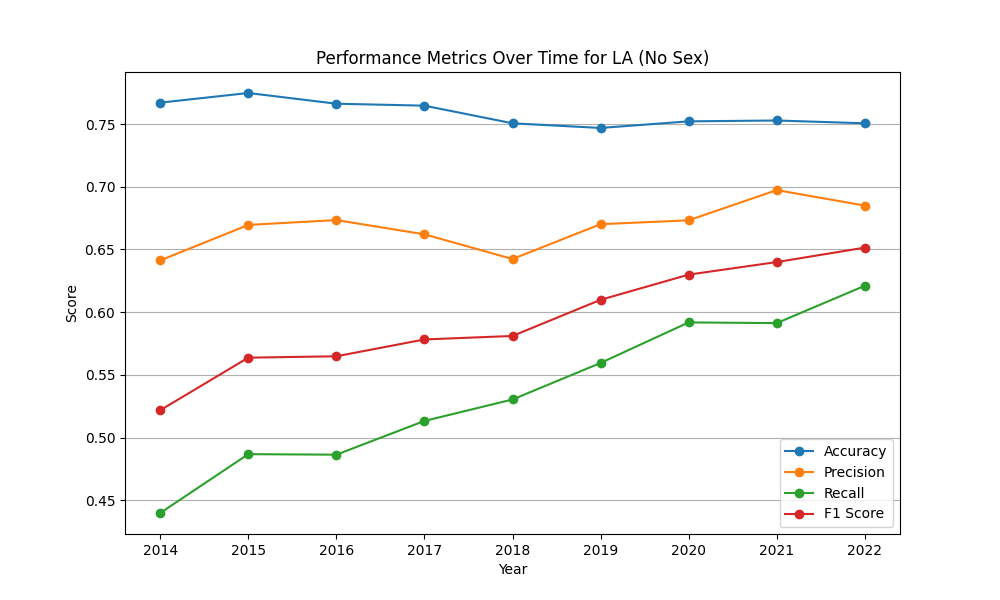 Performance Metrics Over Time for LA (No Sex)
Score
0.75
0.70
0.65
0.60
0.55
0.50
0.45
2014 2015 2016 2017 2018 2019 2020 2021 2022
Year
Accuracy
Precision
Recall
F1 Score